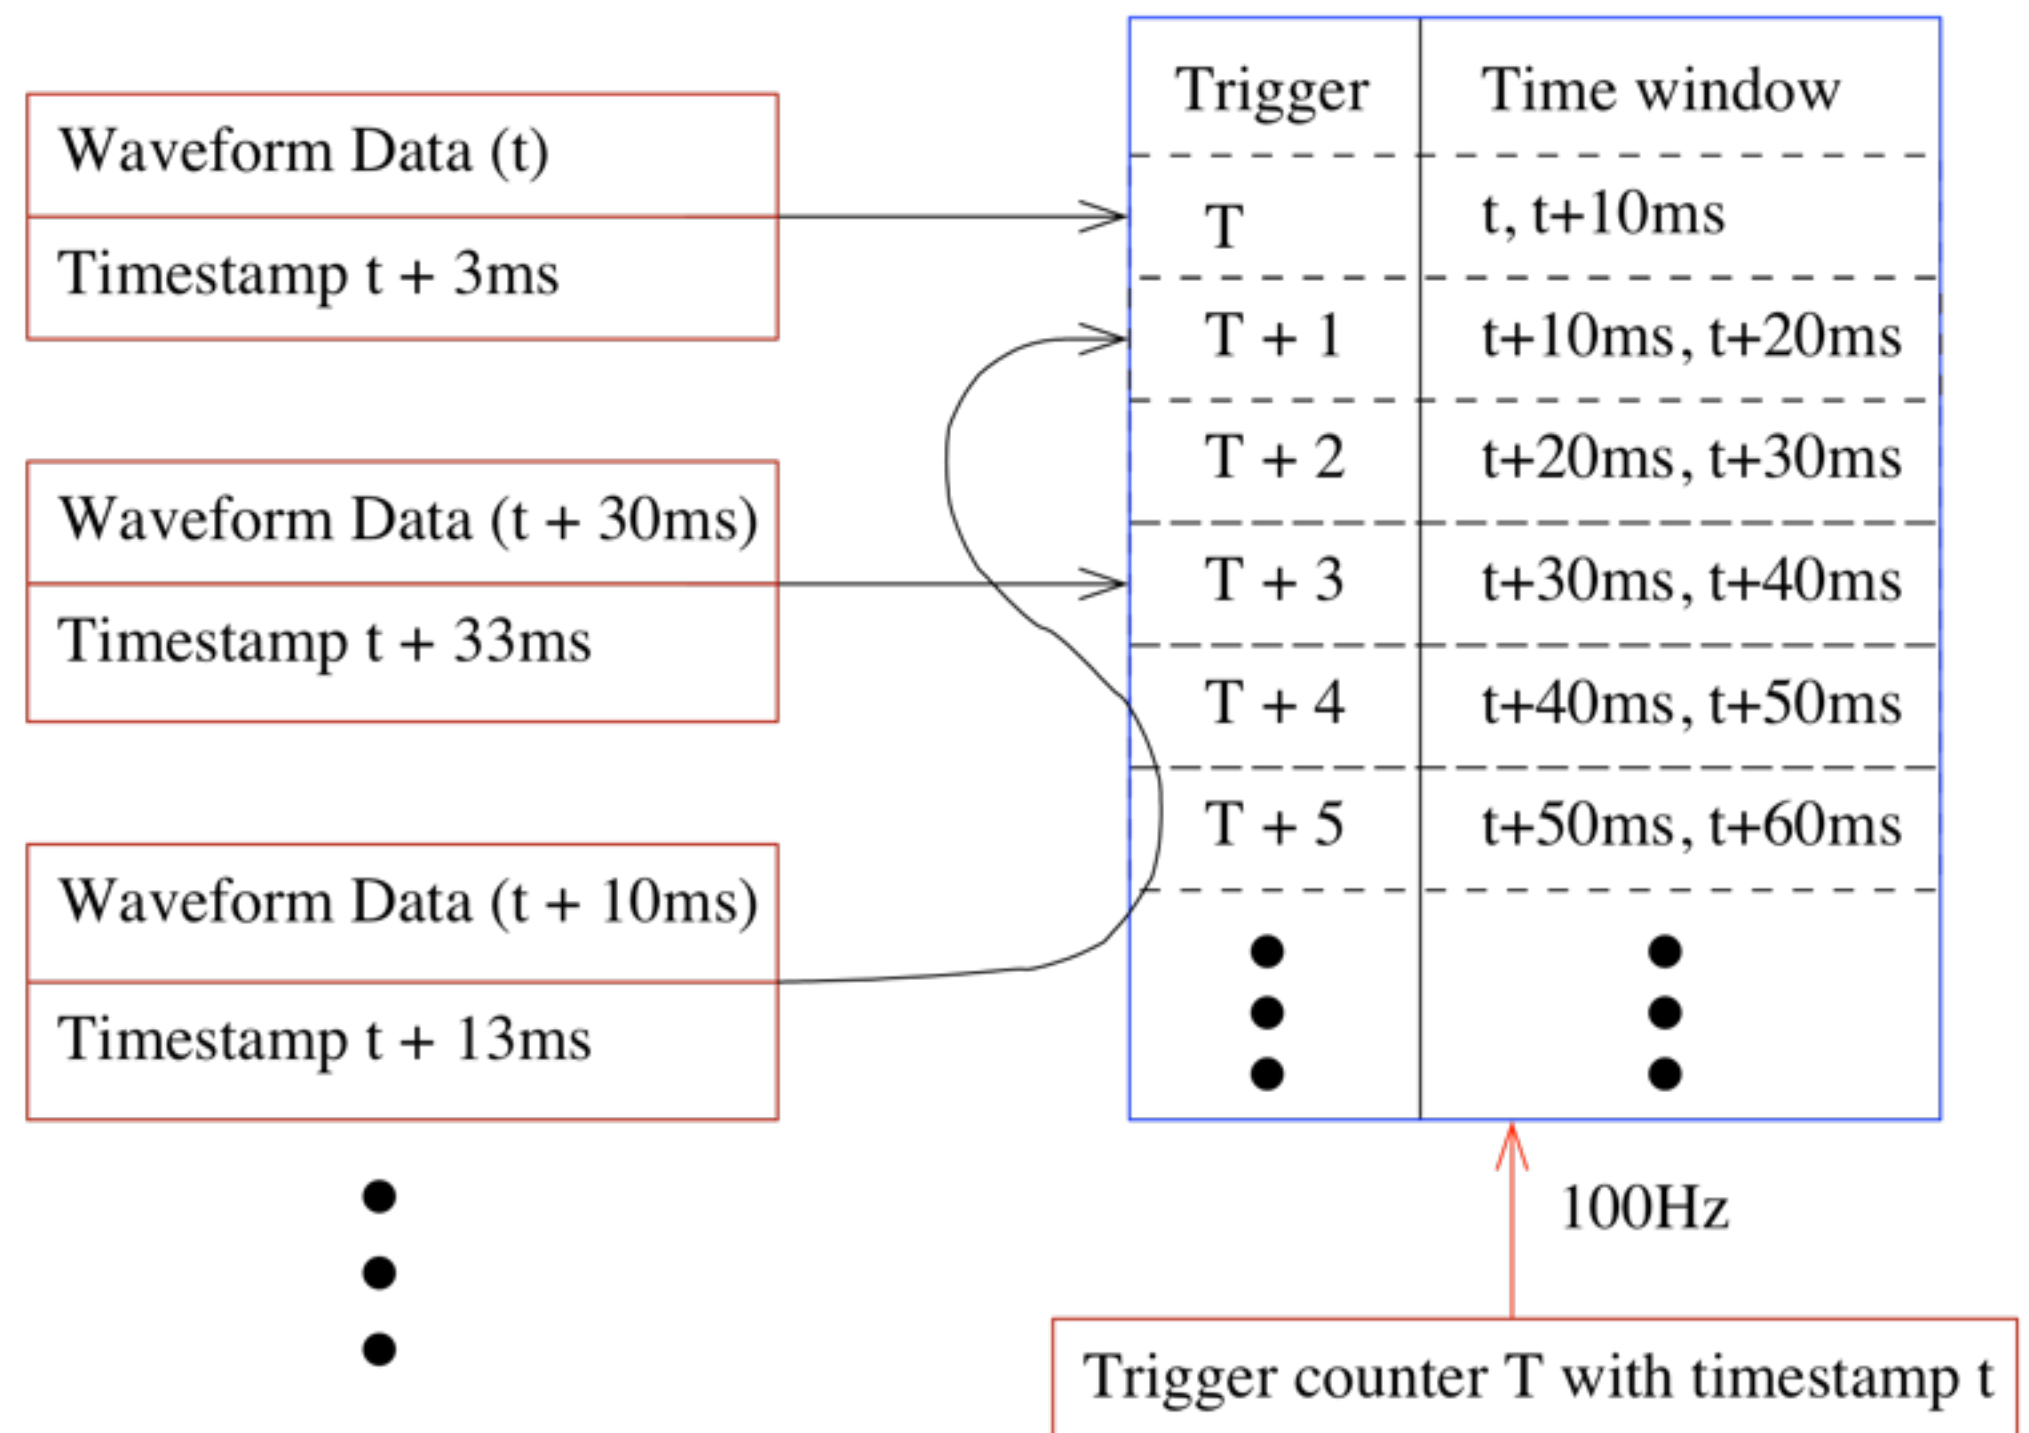 Waveform Data (t)
Timestamp t + 3ms
Waveform Data (t + 30ms)
Timestamp t + 33ms
Waveform Data (t + 10ms)
Timestamp t + 13ms
Trigger Time window
T t, t+10ms
T + 1 t+10ms, t+20ms
T + 2 t+20ms, t+30ms
T + 3 t+30ms, t+40ms
T + 4 t+40ms, t+50ms
T + 5 t+50ms, t+60ms
100Hz
Trigger counter T with timestamp t